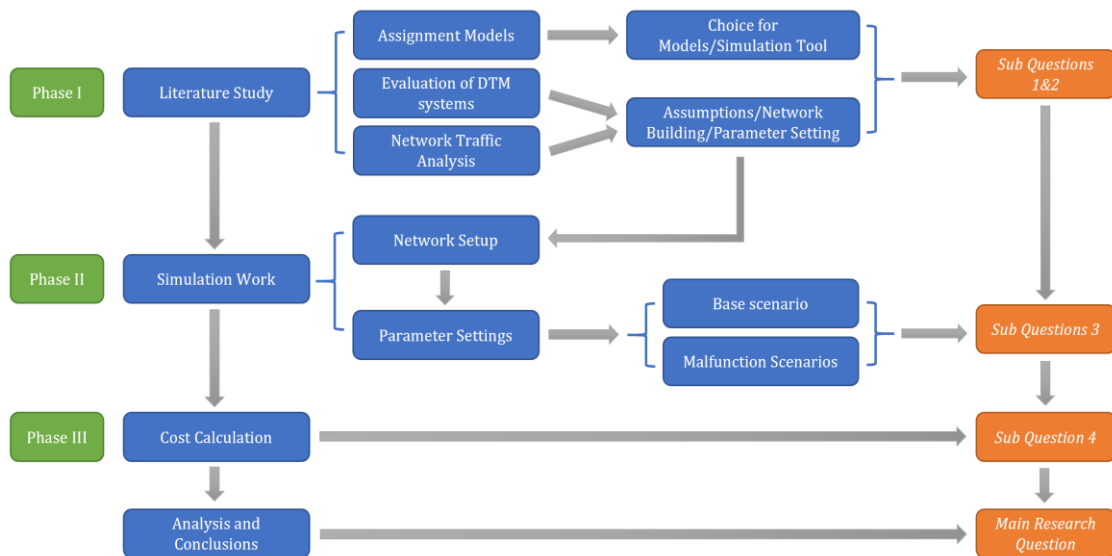 Assignment Models
Choice for
Models/Simulation Tool
Phase I
Literature Study
Evaluation of DTM
systems
Sub Questions
1&2
Network Traffic
Analysis
Assumptions/Network
Building/Parameter Setting
Network Setup
Phase II
Simulation Work
Base scenario
Parameter Settings
Malfunction Scenarios
Sub Questions 3
Phase III
Cost Calculation
Sub Question 4
Analysis and
Conclusions
Main Research
Question